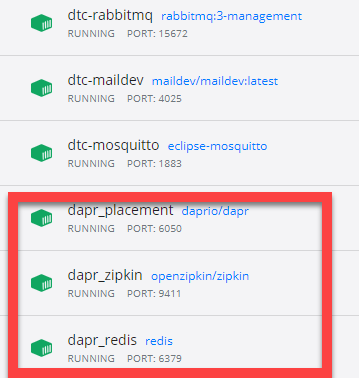 dtc-rabbitmq rabbitmq:3-management
RUNNING PORT: 15672
dtc-maildev maildev/maildev:latest
RUNNING PORT: 4025
dtc-mosquitto eclipse-mosquitto
RUNNING PORT: 1883
dapr_placement daprio/dapr
RUNNING PORT: 6050
dapr_zipkin openzipkin/zipkin
RUNNING PORT: 9411
dapr_redis redis
RUNNING PORT: 6379